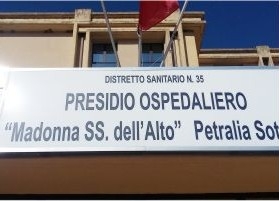 DISTRETTO SANITARIO N. 35
PRESIDIO OSPEDALIERO
“Madonna SS. dell'Alto” Petralia Sot